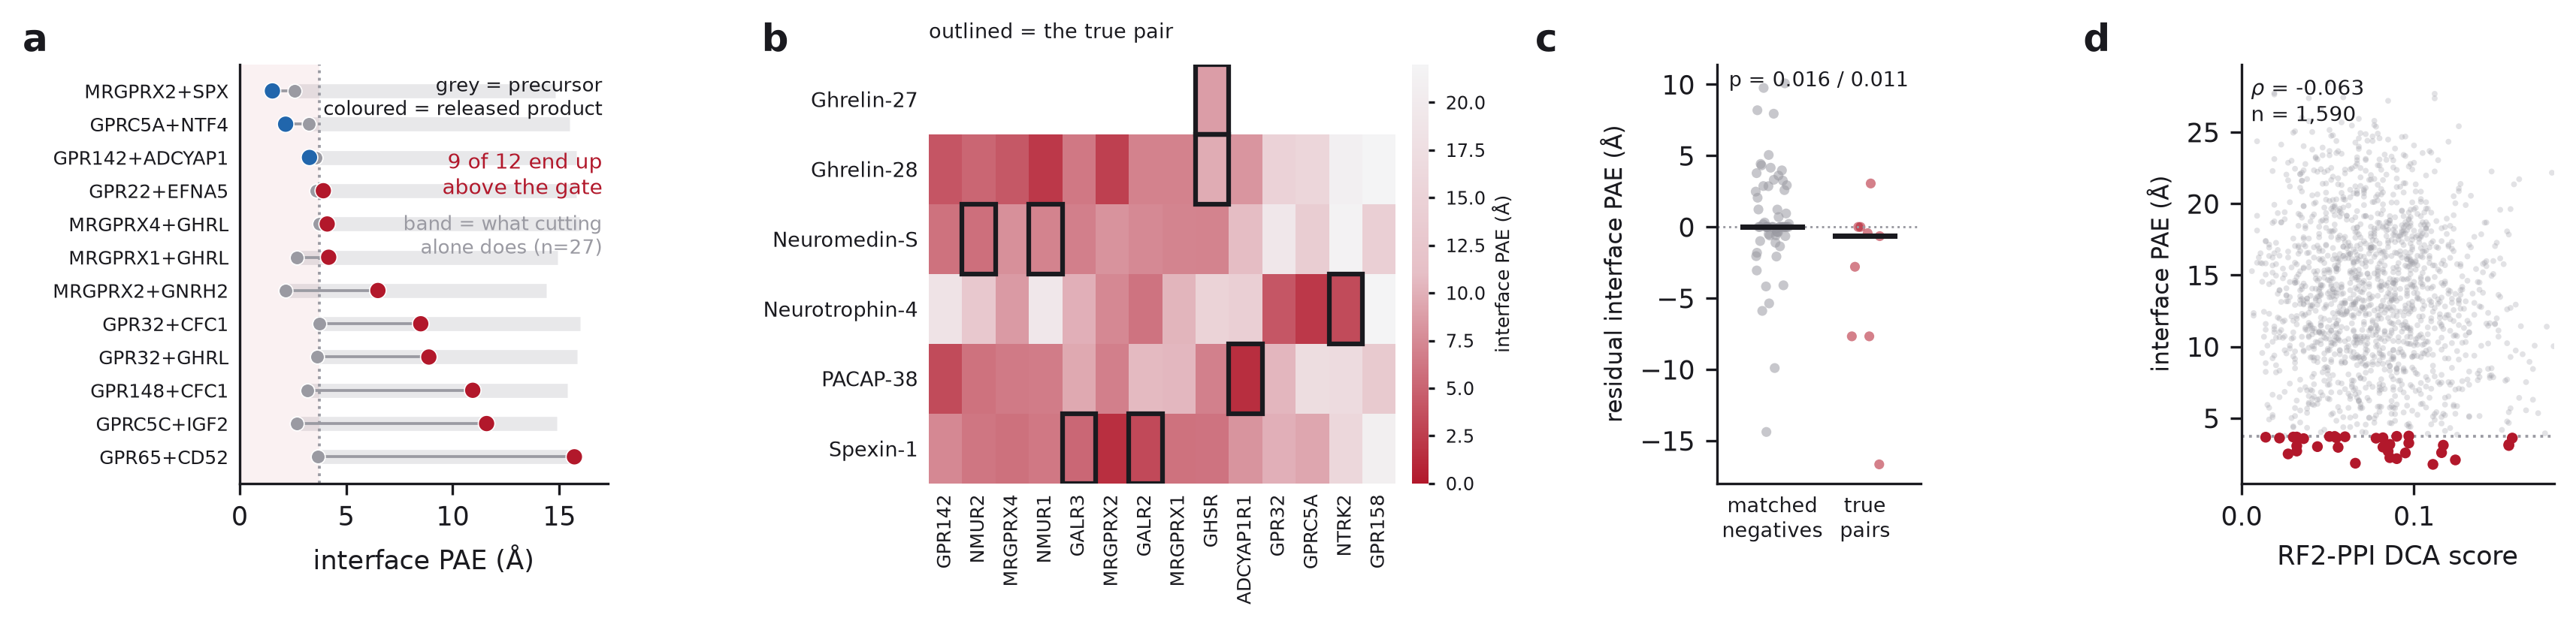 a
MRGPRX2+SPX
GPRC5A+NTF4
GPR142+ADCYAP1
GPR22+EFNA5
MRGPRX4+GHRL
MRGPRX1+GHRL
MRGPRX2+GNRH2
GPR32+CFC1
GPR32+GHRL
GPR148+CFC1
GPRC5C+IGF2
GPR65+CD52
grey = precursor
coloured = released product
9 of 12 end up
above the gate
band = what cutting
alone does (n=27)
0 5 10 15
interface PAE (Å)
b
outlined = the true pair
Ghrelin-27
Ghrelin-28
Neuromedin-S
Neurotrophin-4
PACAP-38
Spexin-1
GPR142
NMUR2
MRGPRX4
NMUR1
GALR3
MRGPRX2
GALR2
MRGPRX1
GHSR
ADCYAP1R1
GPR32
GPRC5A
NTRK2
GPR158
20.0
17.5
15.0
12.5
10.0
7.5
5.0
2.5
0.0
interface PAE (Å)
c
p = 0.016 / 0.011
10
5
0
−5
−10
−15
residual interface PAE (Å)
matched
negatives
true
pairs
d
ρ = -0.063
n = 1,590
25
20
15
10
5
interface PAE (Å)
0.0 0.1
RF2-PPI DCA score